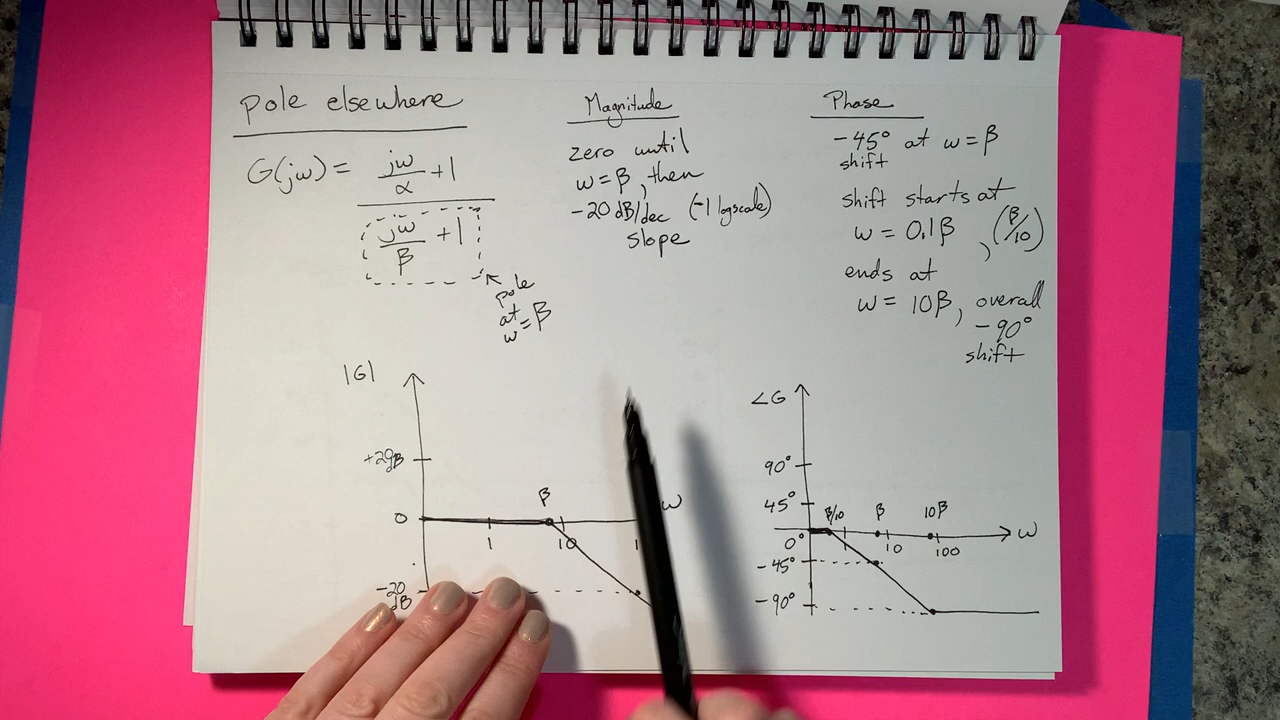 pole elsewhere
G(jω) = jω/α + 1
jω/β + 1
pole
at
ω = β
Magnitude
zero until
ω = β, then
-20 dB/dec (-1 logscale)
slope
Phase
-45° at ω = β
shift
shift starts at
ω = 0.1β, (β/10)
ends at
ω = 10β, overall
-90°
shift
|G|
+20dB
β
ω
0
1
10
-20
dB
∠G
90°
45°
β/10
β
10β
ω
0°
1
10
100
-45°
-90°